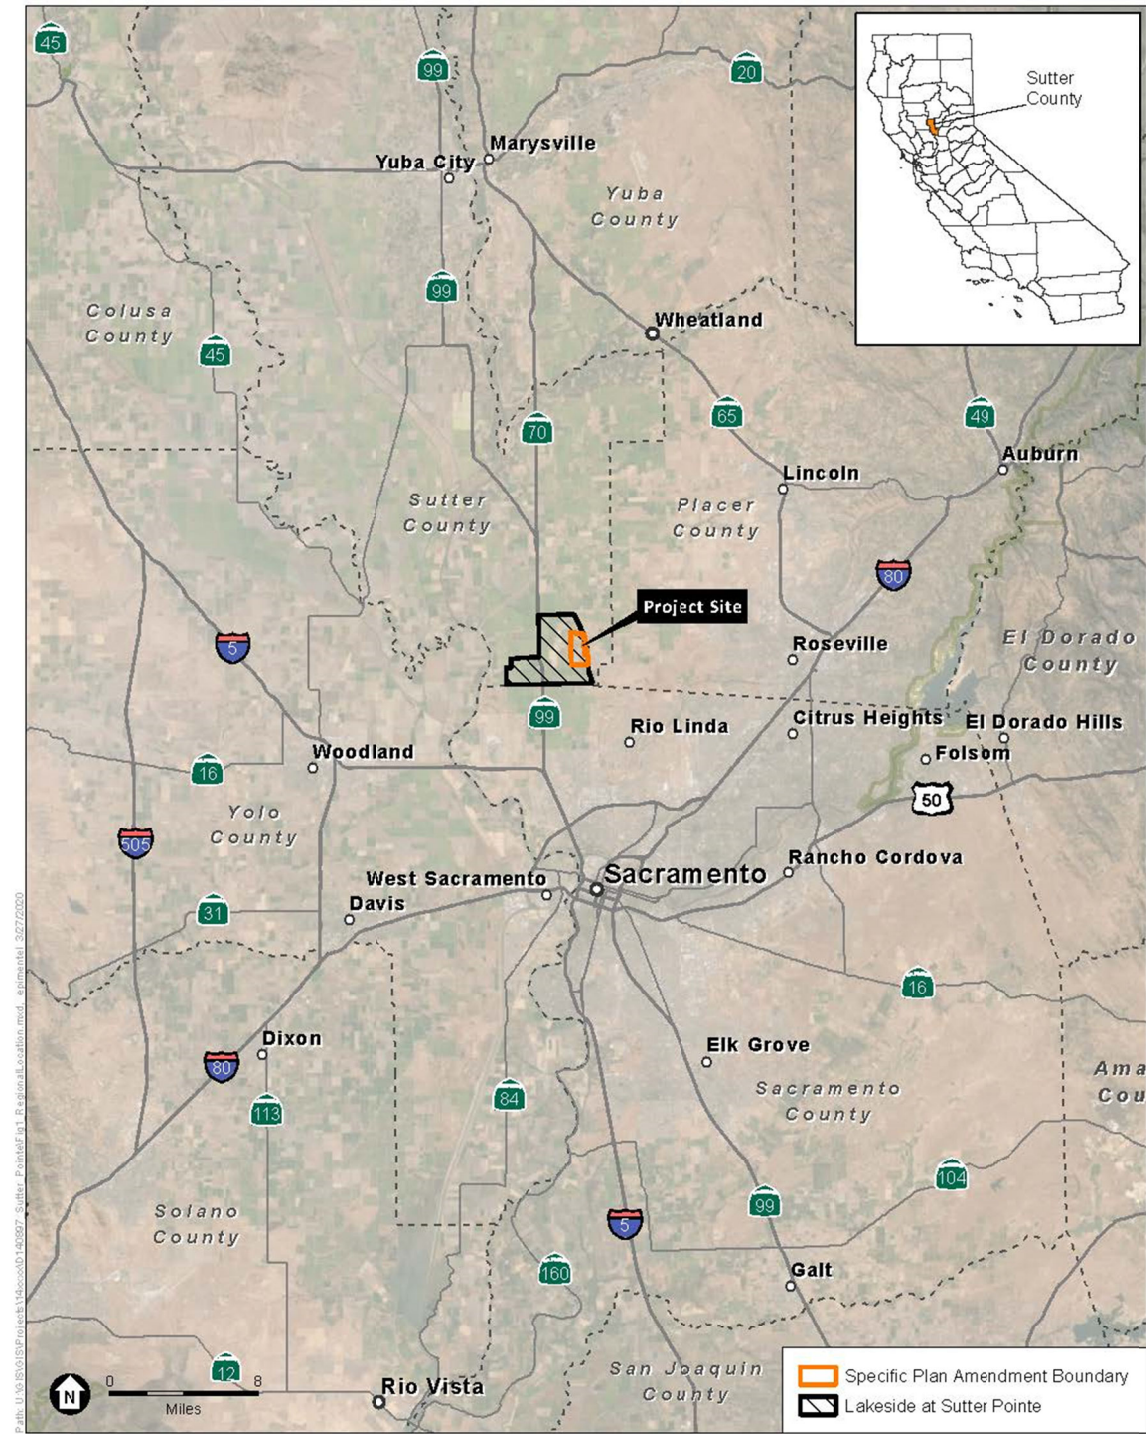 45
99
20
Sutter
County
Marysville
Yuba City
Yuba
County
99
Colusa
County
45
Wheatland
70
65
49
Auburn
Lincoln
Sutter
County
Placer
County
80
Project Site
5
Roseville
El Dorado
County
99
Rio Linda
Citrus Heights
El Dorado Hills
Woodland
Folsom
16
50
Yolo
County
505
Rancho Cordova
Sacramento
West Sacramento
Davis
31
16
Dixon
Elk Grove
80
Sacramento
County
Ama
Cou
84
113
104
99
Solano
County
5
160
Galt
San Joaquin
County
12
Rio Vista
N
0
8
Miles
Specific Plan Amendment Boundary
Lakeside at Sutter Pointe